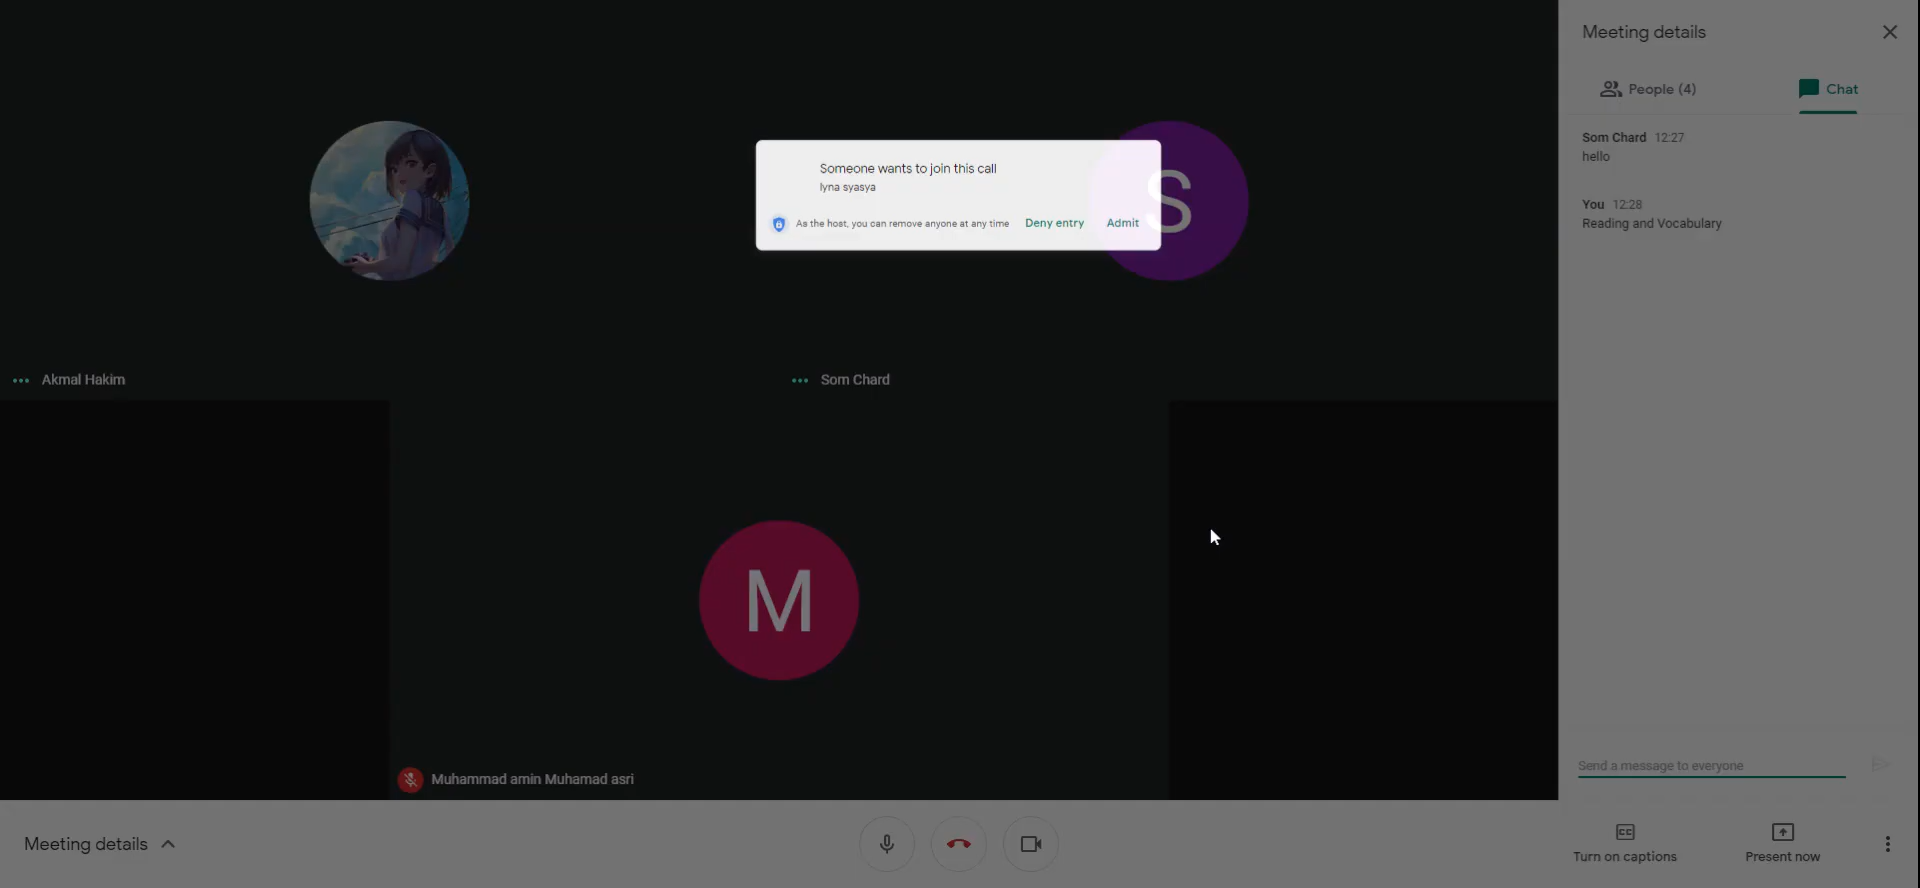 Meeting details
People (4)
Chat
Som Chard 12:27
hello
You 12:28
Reading and Vocabulary
Someone wants to join this call
lyna syasya
As the host, you can remove anyone at any time
Deny entry
Admit
S
Akmal Hakim
Som Chard
M
Muhammad amin Muhamad asri
Send a message to everyone
Meeting details
CC
Turn on captions
Present now